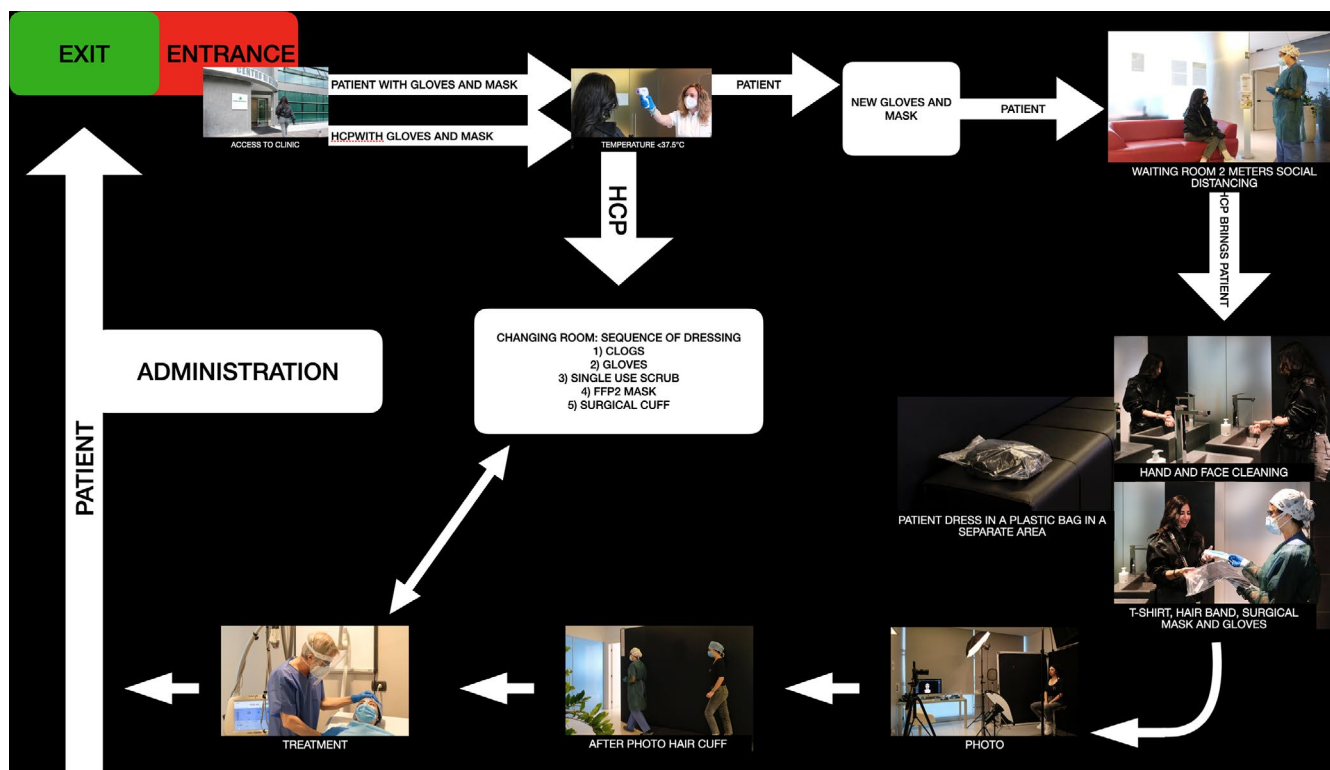 EXIT
ENTRANCE
CENTRO
PATIENT WITH GLOVES AND MASK
HCPWITH GLOVES AND MASK
ACCESS TO CLINIC
TEMPERATURE <37.5°C
PATIENT
NEW GLOVES AND
MASK
PATIENT
WAITING ROOM 2 METERS SOCIAL
DISTANCING
HCP
HCP BRINGS PATIENT
CHANGING ROOM: SEQUENCE OF DRESSING
1) CLOGS
2) GLOVES
3) SINGLE USE SCRUB
4) FFP2 MASK
5) SURGICAL CUFF
ADMINISTRATION
PATIENT
HAND AND FACE CLEANING
PATIENT DRESS IN A PLASTIC BAG IN A
SEPARATE AREA
T-SHIRT, HAIR BAND, SURGICAL
MASK AND GLOVES
TREATMENT
AFTER PHOTO HAIR CUFF
PHOTO